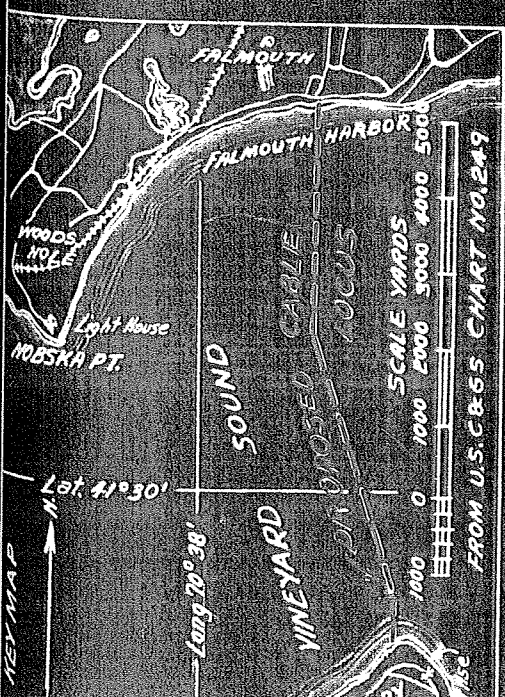 FALMOUTH
FALMOUTH HARBOR
WOODS
HOLE
Light House
NOBSKA PT.
PROPOSED CABLE
LOCUS
SOUND
VINEYARD
Lat. 41°30'
Long 70°38'
KEY MAP
N.
SCALE YARDS
1000 0 1000 2000 3000 4000 5000
FROM U.S.C&GS CHART NO.249